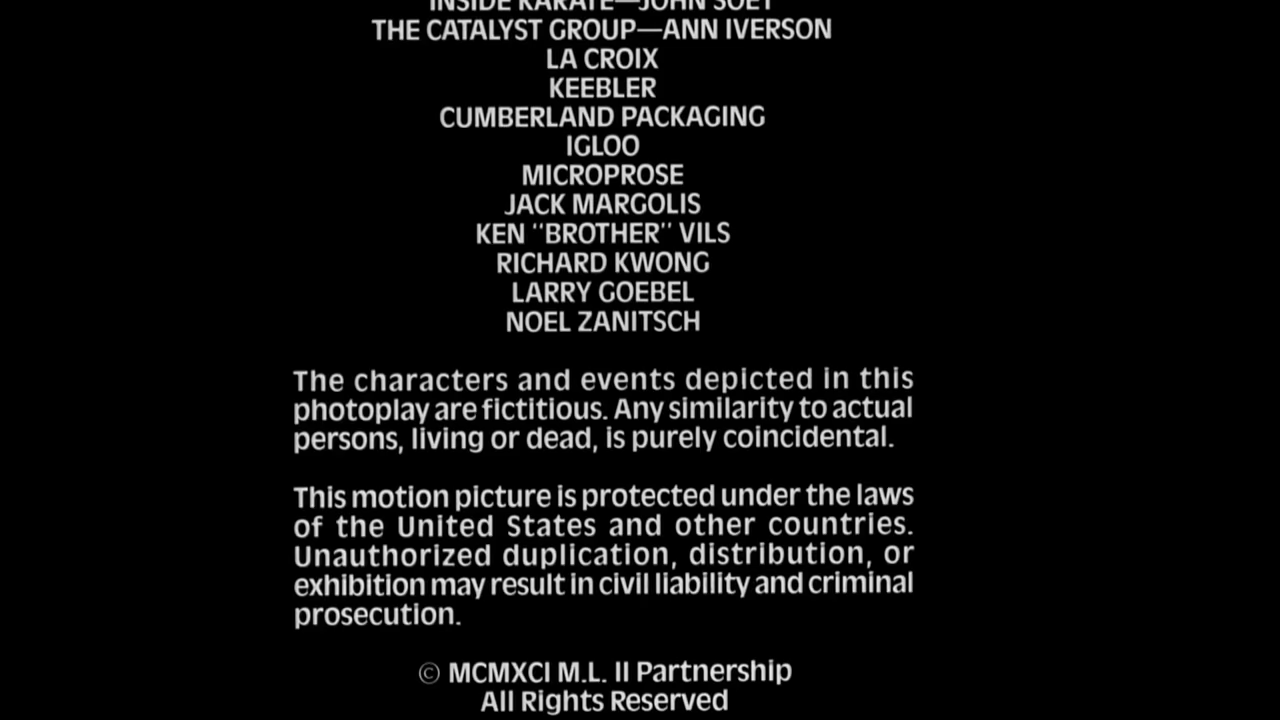 INSIDE KARATE—JOHN SOET
THE CATALYST GROUP—ANN IVERSON
LA CROIX
KEEBLER
CUMBERLAND PACKAGING
IGLOO
MICROPROSE
JACK MARGOLIS
KEN "BROTHER" VILS
RICHARD KWONG
LARRY GOEBEL
NOEL ZANITSCH
The characters and events depicted in this
photoplay are fictitious. Any similarity to actual
persons, living or dead, is purely coincidental.
This motion picture is protected under the laws
of the United States and other countries.
Unauthorized duplication, distribution, or
exhibition may result in civil liability and criminal
prosecution.
© MCMXCI M.L. II Partnership
All Rights Reserved